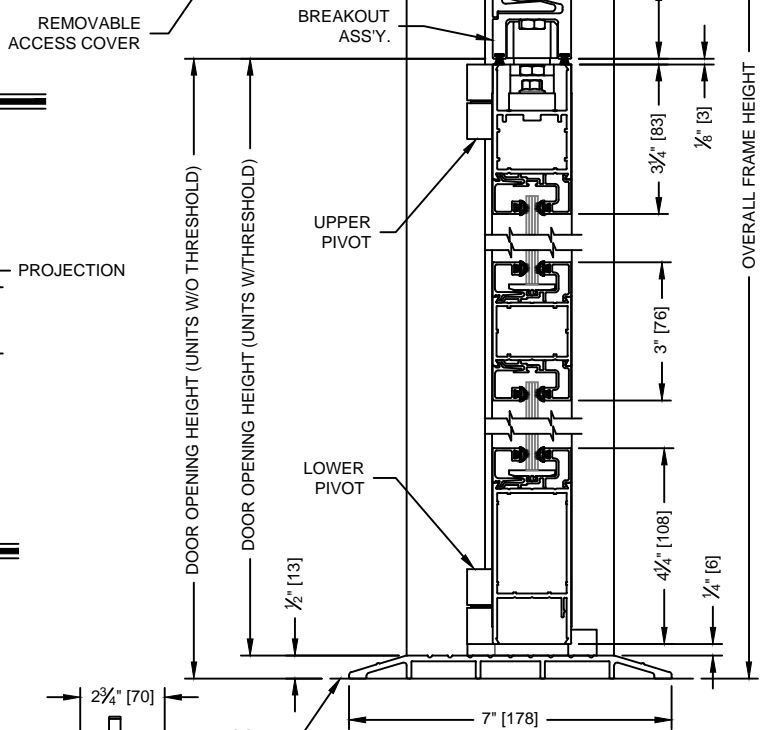 REMOVABLE
ACCESS COVER
BREAKOUT
ASS'Y.
UPPER
PIVOT
PROJECTION
LOWER
PIVOT
DOOR OPENING HEIGHT (UNITS W/O THRESHOLD)
DOOR OPENING HEIGHT (UNITS W/THRESHOLD)
½" [13]
3¼" [83]
⅛" [3]
OVERALL FRAME HEIGHT
3" [76]
4¼" [108]
¼" [6]
2¾" [70]
7" [178]